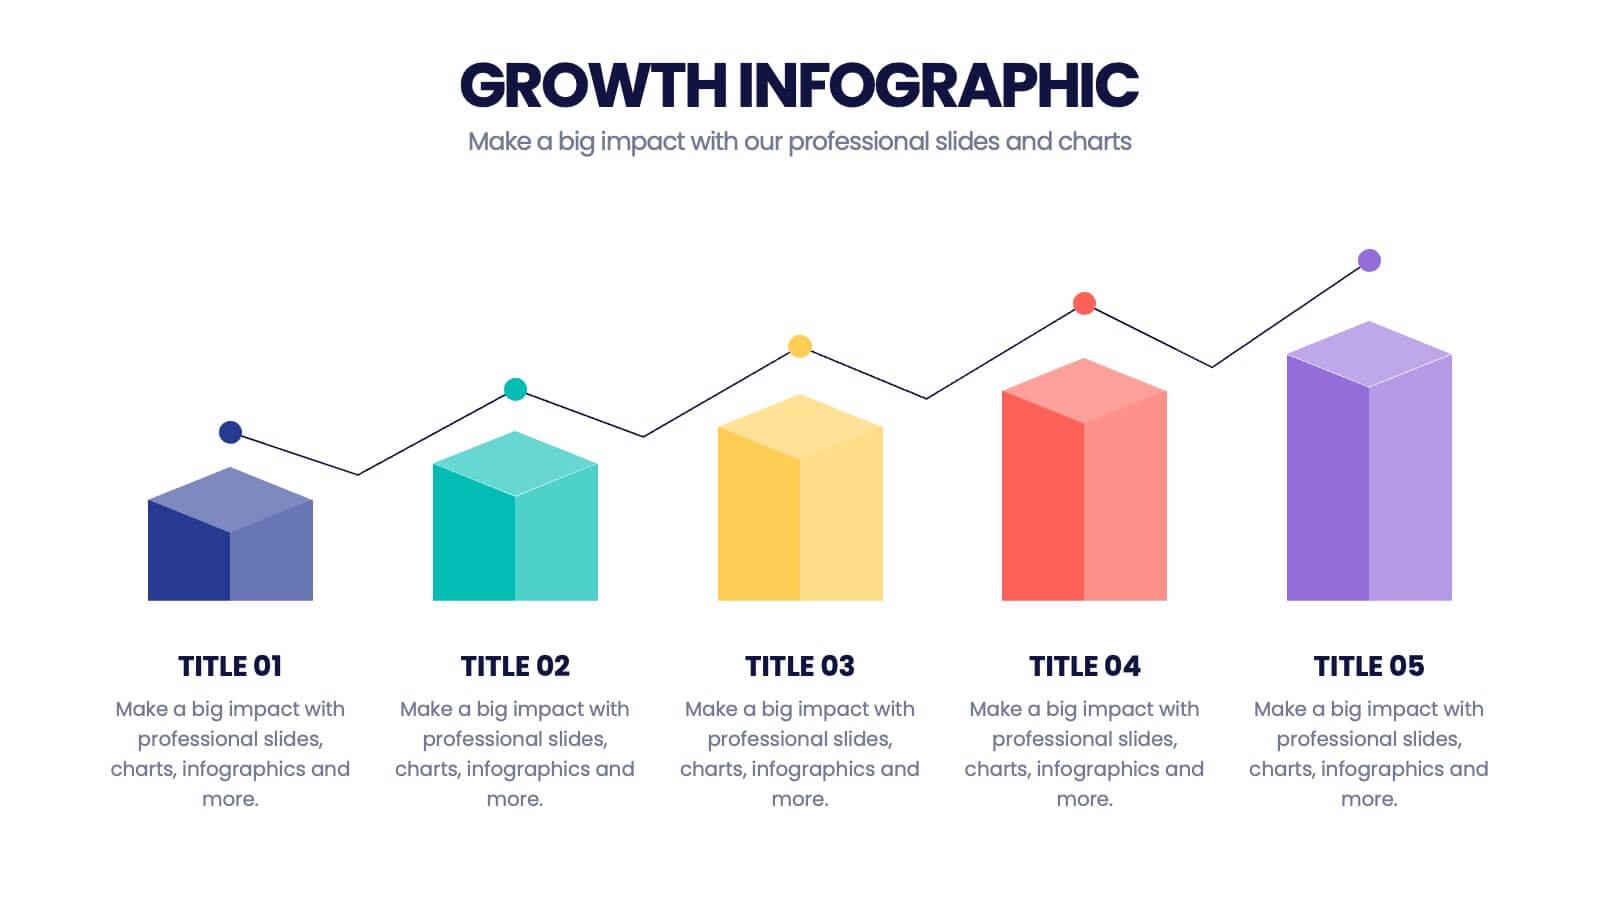 GROWTH INFOGRAPHIC
Make a big impact with our professional slides and charts
TITLE 01
Make a big impact with
professional slides,
charts, infographics and
more.
TITLE 02
Make a big impact with
professional slides,
charts, infographics and
more.
TITLE 03
Make a big impact with
professional slides,
charts, infographics and
more.
TITLE 04
Make a big impact with
professional slides,
charts, infographics and
more.
TITLE 05
Make a big impact with
professional slides,
charts, infographics and
more.